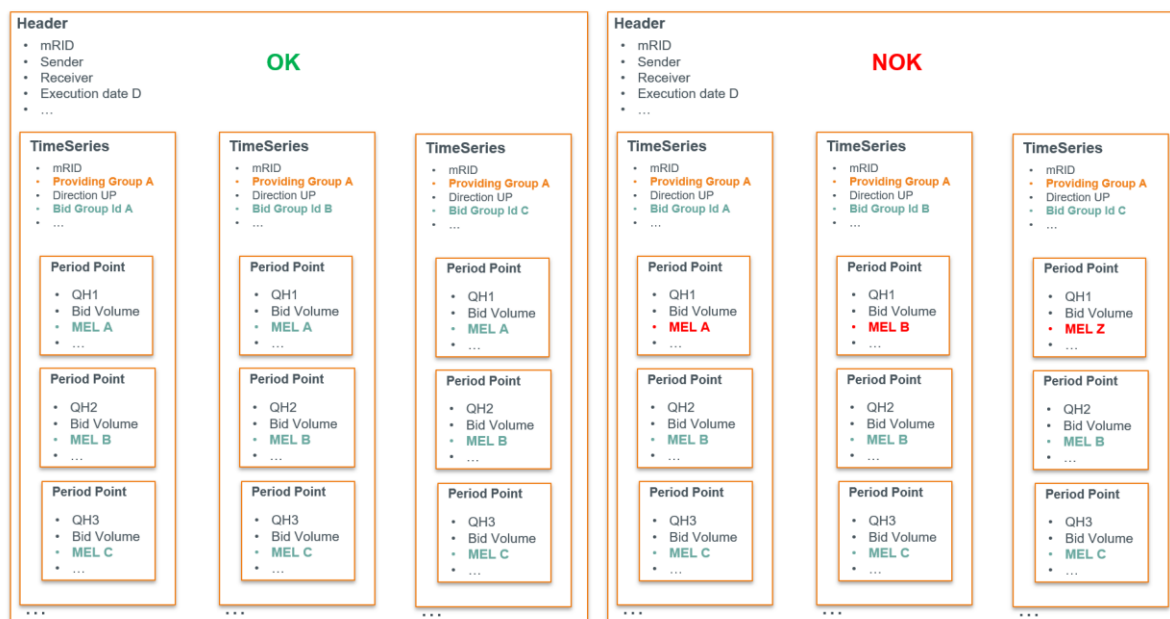 Header
• mRID
• Sender
• Receiver
• Execution date D
• …
OK
TimeSeries
• mRID
• Providing Group A
• Direction UP
• Bid Group Id A
• …
Period Point
• QH1
• Bid Volume
• MEL A
• …
Period Point
• QH2
• Bid Volume
• MEL B
• …
Period Point
• QH3
• Bid Volume
• MEL C
• …
…
TimeSeries
• mRID
• Providing Group A
• Direction UP
• Bid Group Id B
• …
Period Point
• QH1
• Bid Volume
• MEL A
• …
Period Point
• QH2
• Bid Volume
• MEL B
• …
Period Point
• QH3
• Bid Volume
• MEL C
• …
…
TimeSeries
• mRID
• Providing Group A
• Direction UP
• Bid Group Id C
• …
Period Point
• QH1
• Bid Volume
• MEL A
• …
Period Point
• QH2
• Bid Volume
• MEL B
• …
Period Point
• QH3
• Bid Volume
• MEL C
• …
…
Header
• mRID
• Sender
• Receiver
• Execution date D
• …
NOK
TimeSeries
• mRID
• Providing Group A
• Direction UP
• Bid Group Id A
• …
Period Point
• QH1
• Bid Volume
• MEL A
• …
Period Point
• QH2
• Bid Volume
• MEL B
• …
Period Point
• QH3
• Bid Volume
• MEL C
• …
…
TimeSeries
• mRID
• Providing Group A
• Direction UP
• Bid Group Id B
• …
Period Point
• QH1
• Bid Volume
• MEL B
• …
Period Point
• QH2
• Bid Volume
• MEL B
• …
Period Point
• QH3
• Bid Volume
• MEL C
• …
…
TimeSeries
• mRID
• Providing Group A
• Direction UP
• Bid Group Id C
• …
Period Point
• QH1
• Bid Volume
• MEL Z
• …
Period Point
• QH2
• Bid Volume
• MEL B
• …
Period Point
• QH3
• Bid Volume
• MEL C
• …
…